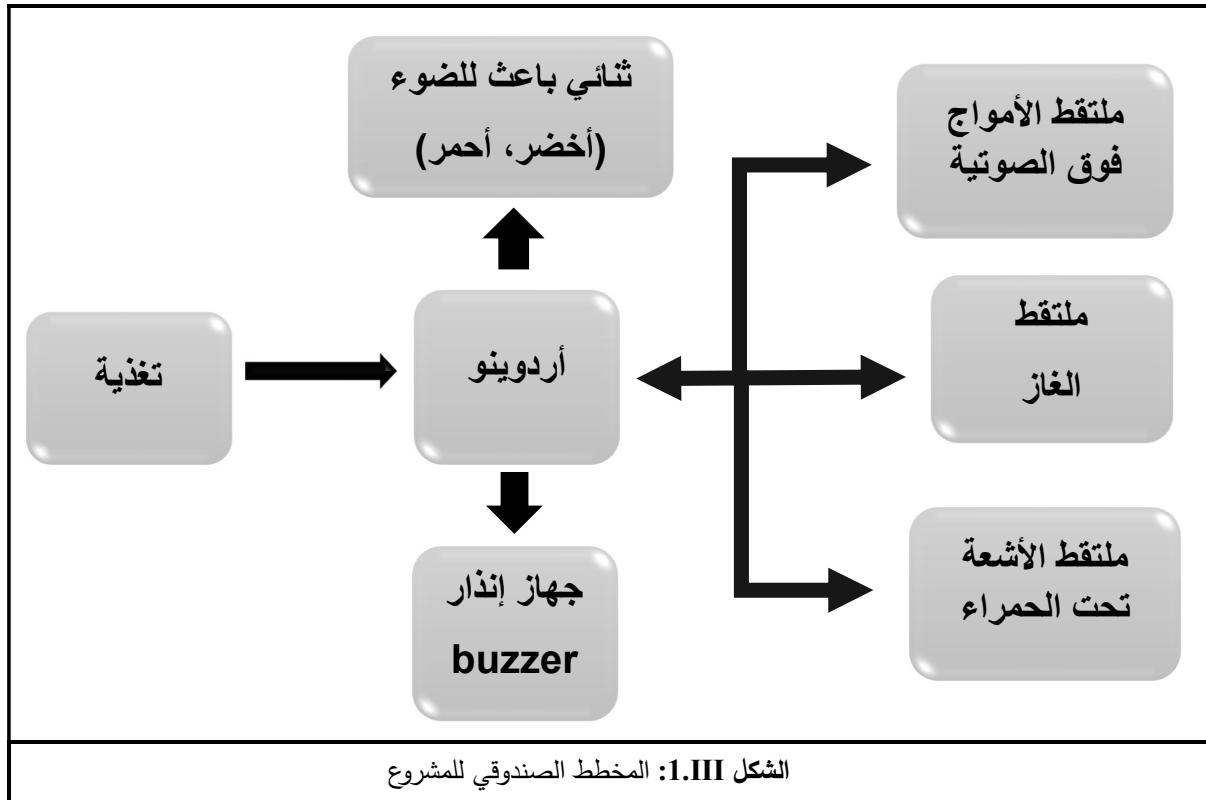 ثنائي باعث للضوء
(أخضر، أحمر)
ملتقط الأمواج
فوق الصوتية
ملتقط
الغاز
أردوينو
تغذية
ملتقط الأشعة
تحت الحمراء
جهاز إنذار
buzzer
الشكل 1.III: المخطط الصندوقي للمشروع